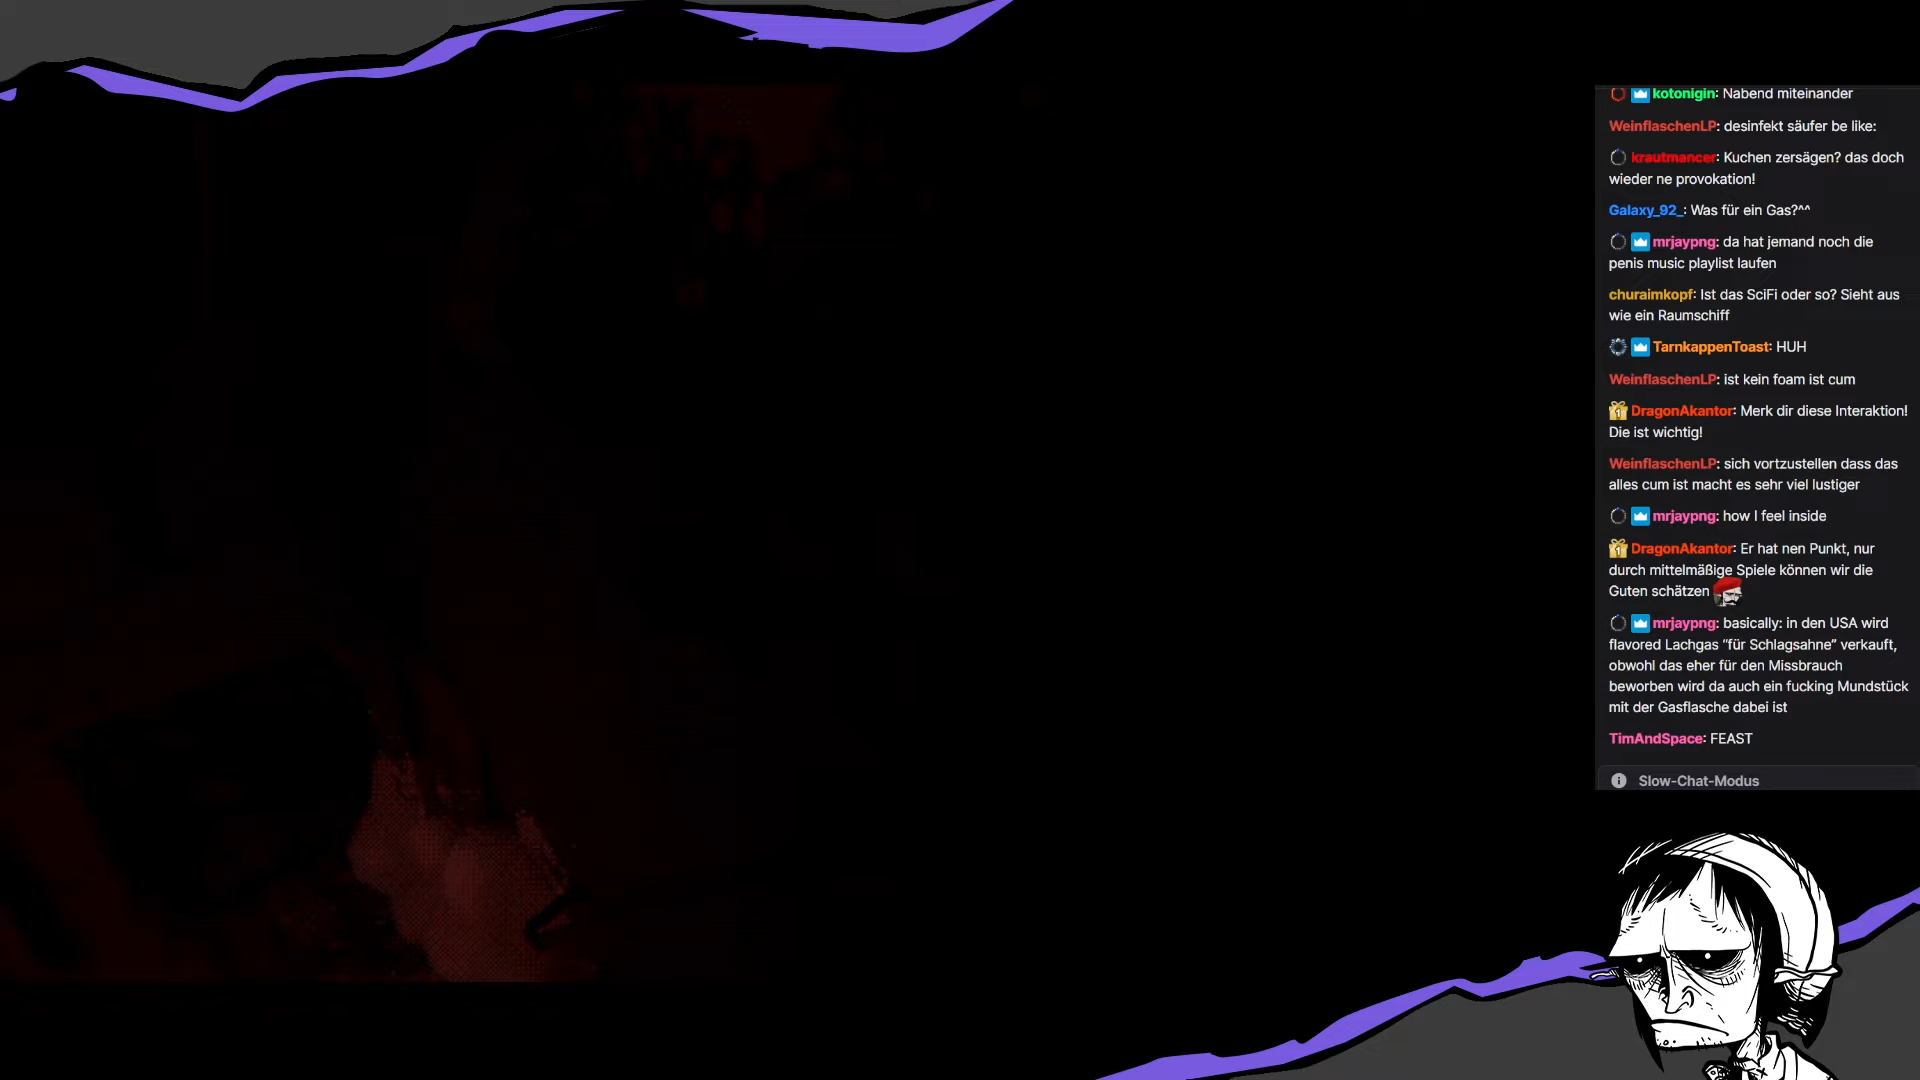 kotonigin: Nabend miteinander
WeinflaschenLP: desinfekt säufer be like:
krautmancer: Kuchen zersägen? das doch
wieder ne provokation!
Galaxy_92_: Was für ein Gas?^^
mrjaypng: da hat jemand noch die
penis music playlist laufen
churaimkopf: Ist das SciFi oder so? Sieht aus
wie ein Raumschiff
TarnkappenToast: HUH
WeinflaschenLP: ist kein foam ist cum
DragonAkantor: Merk dir diese Interaktion!
Die ist wichtig!
WeinflaschenLP: sich vortzustellen dass das
alles cum ist macht es sehr viel lustiger
mrjaypng: how I feel inside
DragonAkantor: Er hat nen Punkt, nur
durch mittelmäßige Spiele können wir die
Guten schätzen
mrjaypng: basically: in den USA wird
flavored Lachgas “für Schlagsahne” verkauft,
obwohl das eher für den Missbrauch
beworben wird da auch ein fucking Mundstück
mit der Gasflasche dabei ist
TimAndSpace: FEAST
Slow-Chat-Modus